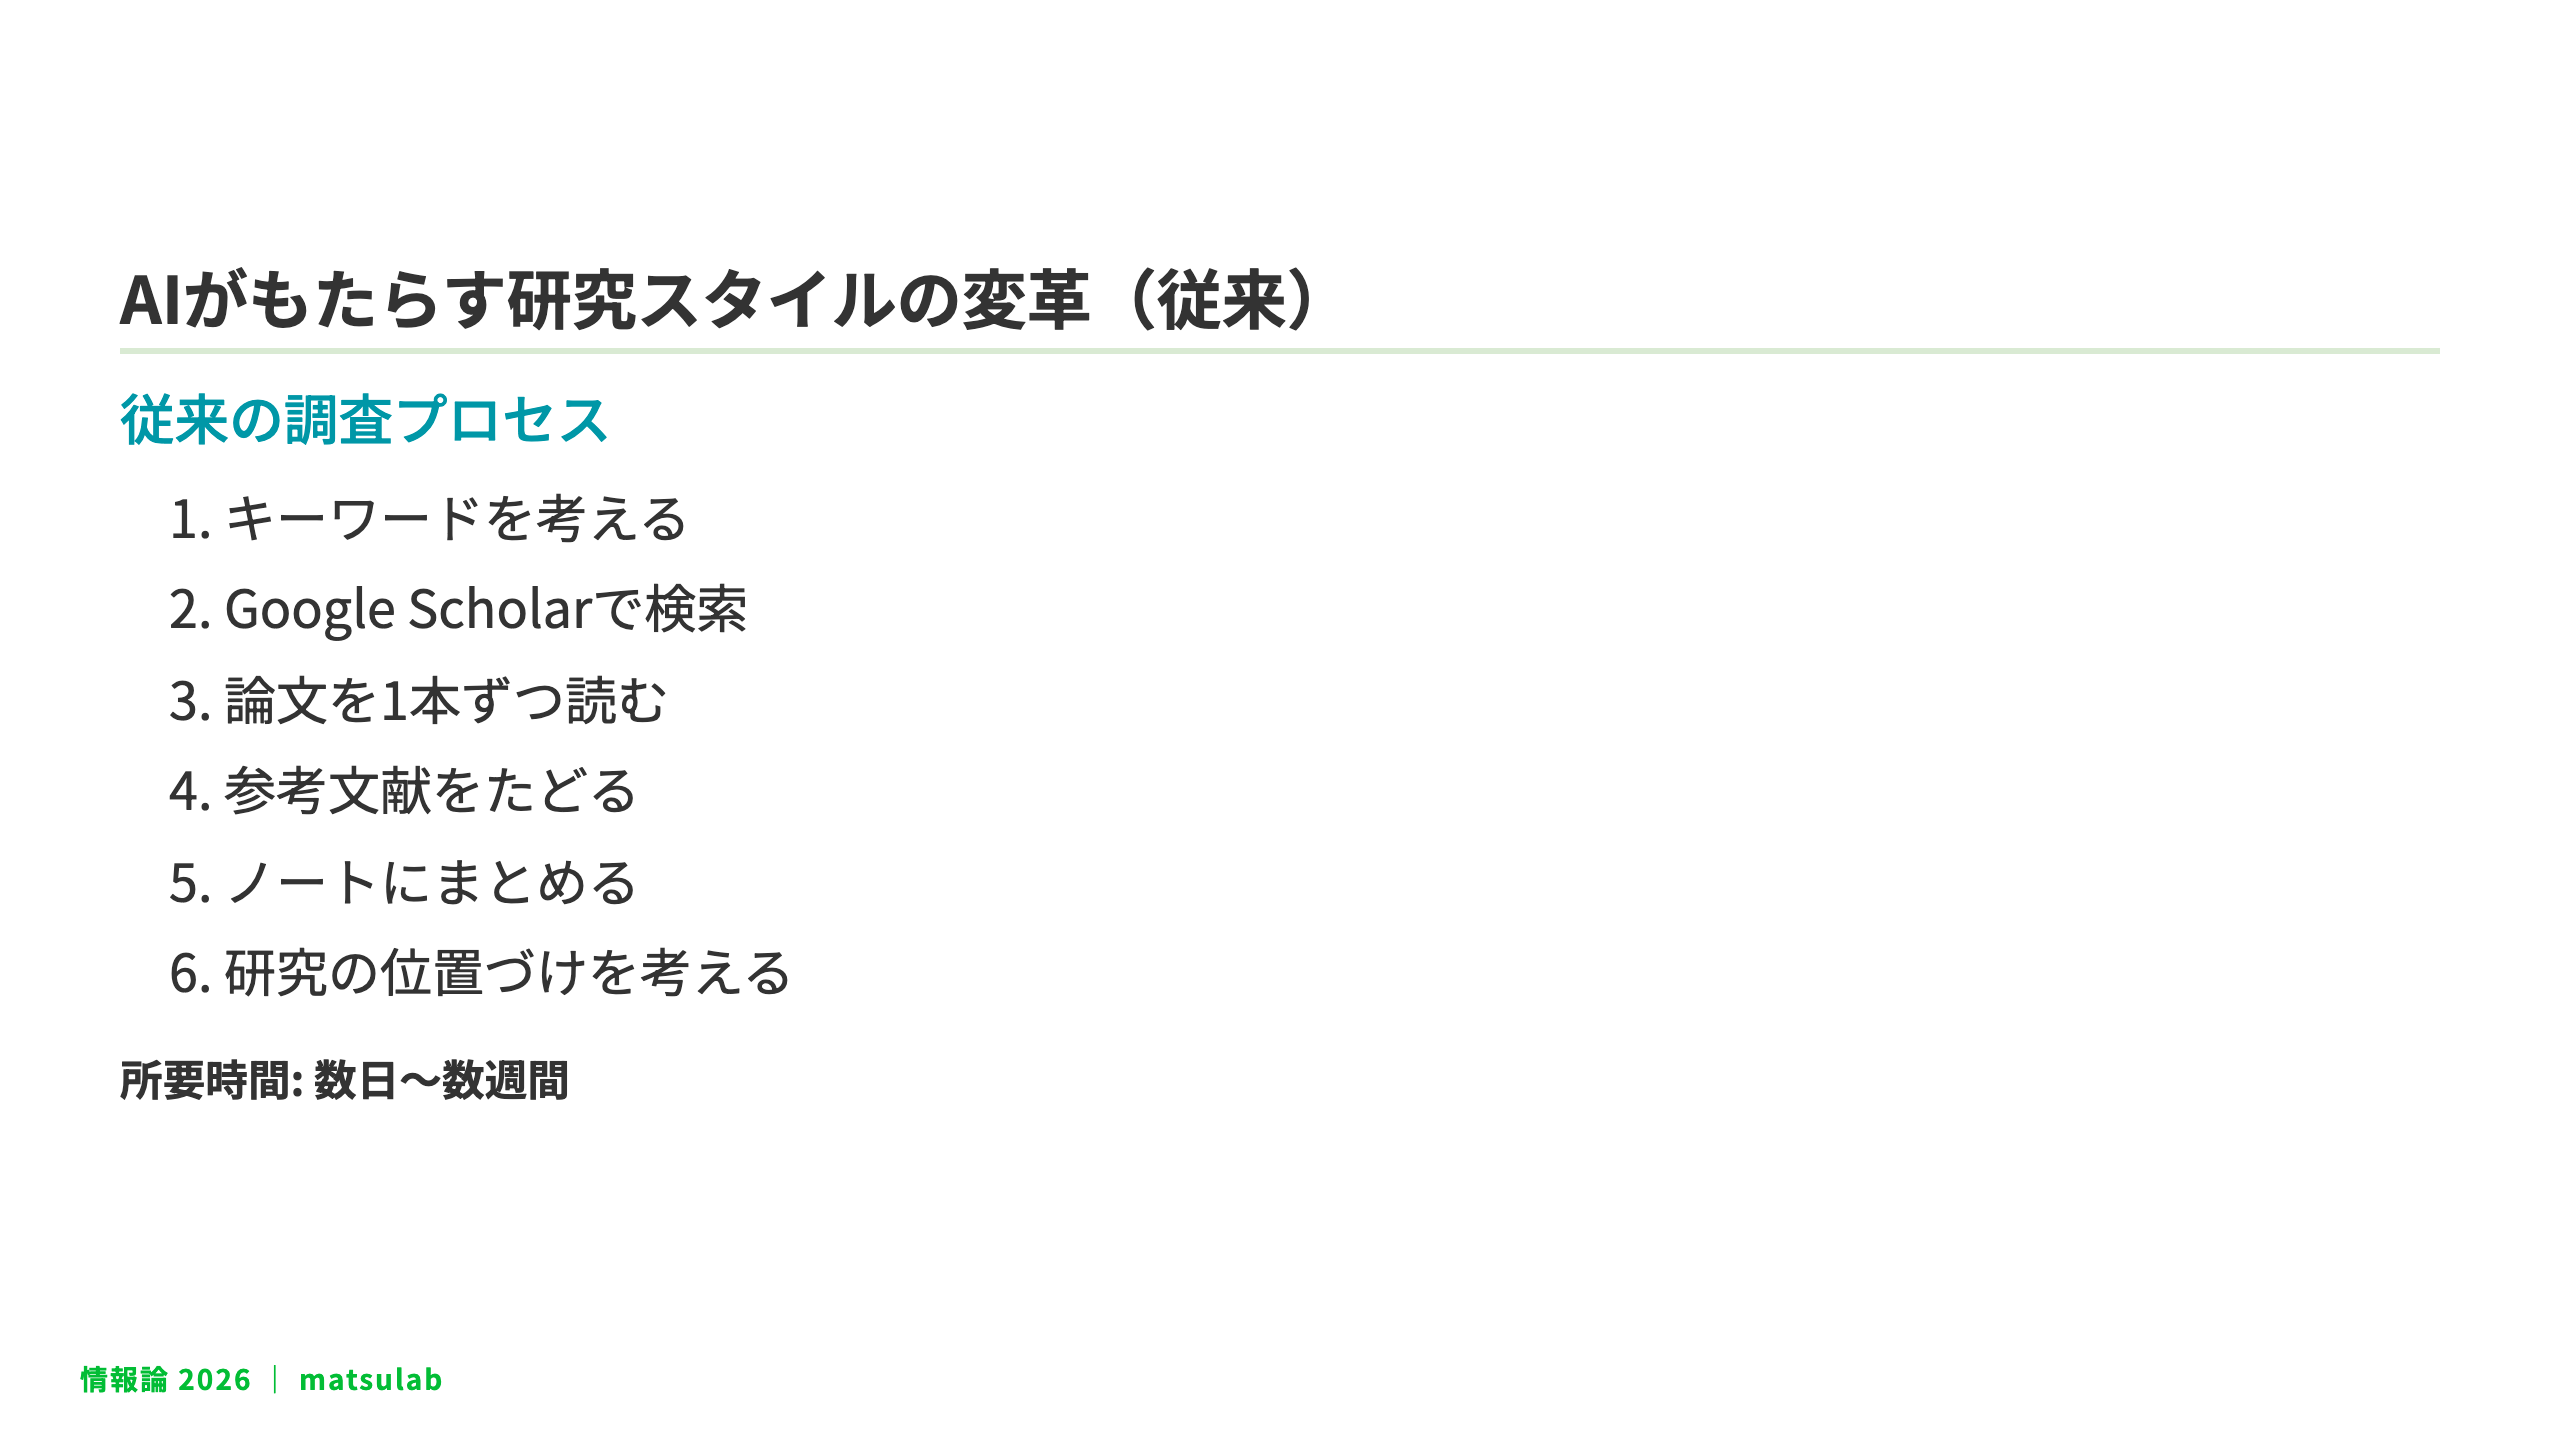 AIがもたらす研究スタイルの変革（従来）
従来の調査プロセス
1. キーワードを考える
2. Google Scholarで検索
3. 論文を1本ずつ読む
4. 参考文献をたどる
5. ノートにまとめる
6. 研究の位置づけを考える
所要時間: 数日〜数週間
情報論 2026 ｜ matsulab